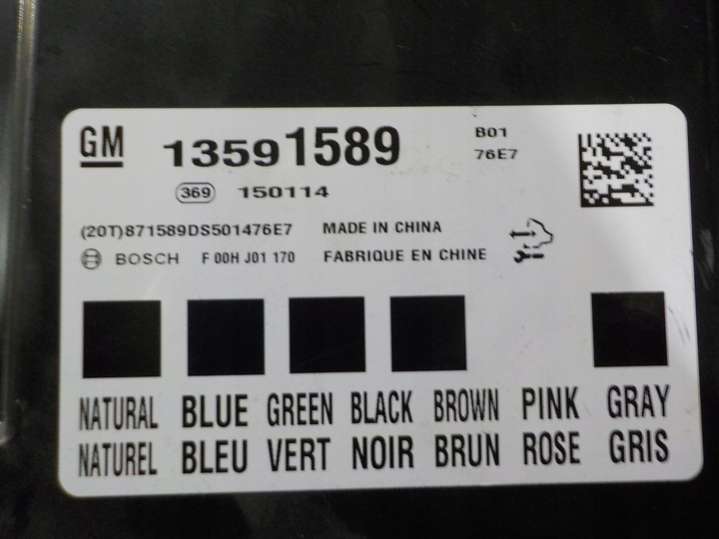 GM 13591589 B01
76E7
369 150114
(20T)871589DS501476E7 MADE IN CHINA
BOSCH F 00H J01 170 FABRIQUE EN CHINE
NATURAL BLUE GREEN BLACK BROWN PINK GRAY
NATUREL BLEU VERT NOIR BRUN ROSE GRIS